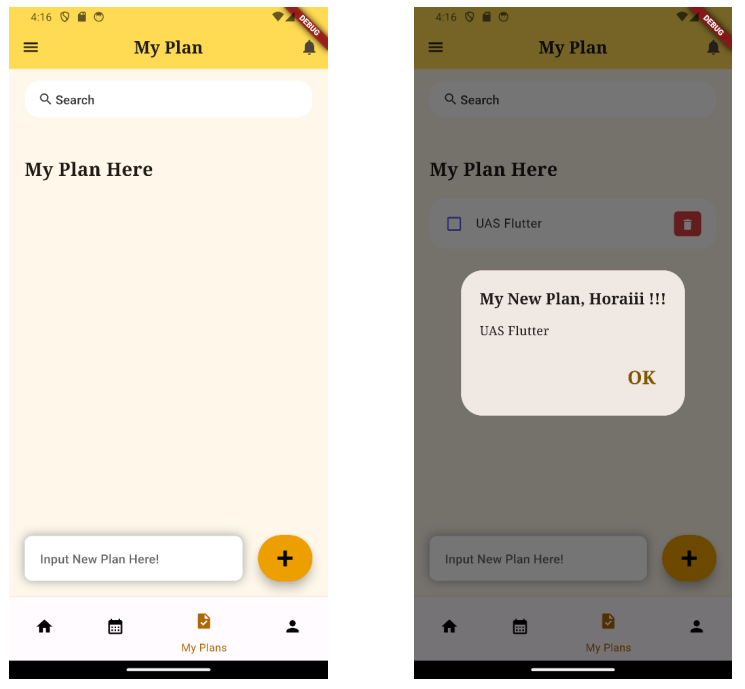 4:16
DEBUG
My Plan
Search
My Plan Here
Input New Plan Here!
My Plans
4:16
DEBUG
My Plan
Search
My Plan Here
UAS Flutter
My New Plan, Horaiii !!!
UAS Flutter
OK
Input New Plan Here!
My Plans